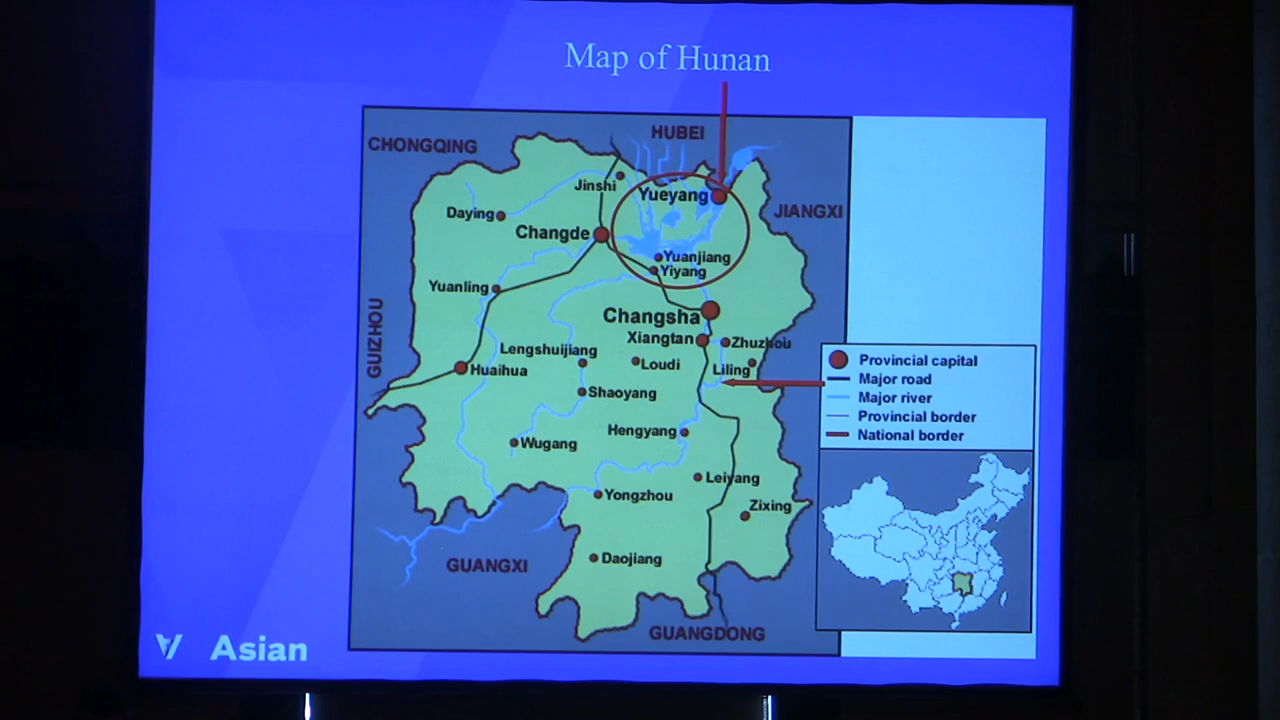 Map of Hunan
HUBEI
CHONGQING
Jinshi
Yueyang
JIANGXI
Daying
Changde
Yuanjiang
Yiyang
Yuanling
Changsha
GUIZHOU
Xiangtan
Zhuzhou
Lengshuijiang
Loudi
Liling
Huaihua
Shaoyang
Provincial capital
Major road
Major river
Provincial border
National border
Hengyang
Wugang
Leiyang
Yongzhou
Zixing
Daojiang
GUANGXI
GUANGDONG
Asian